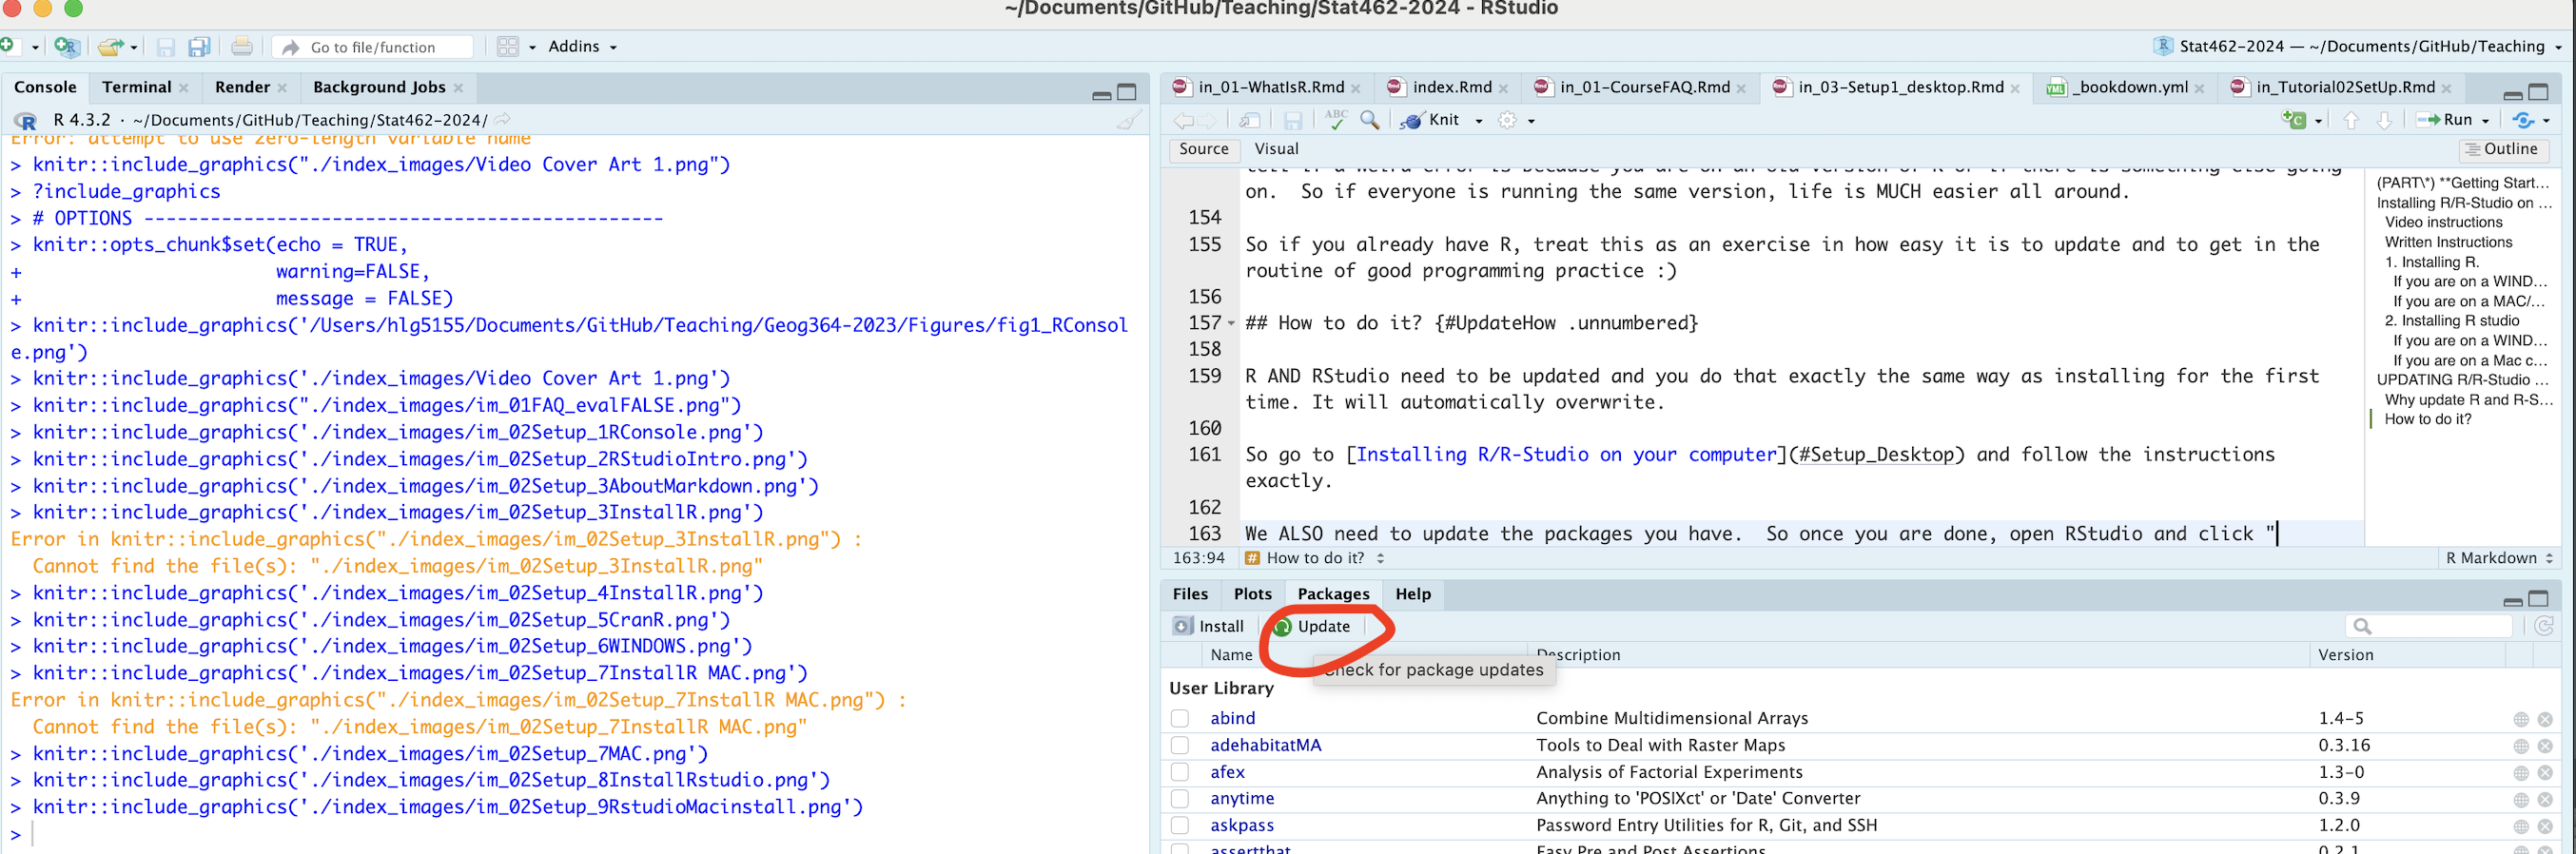 ~/Documents/GitHub/Teaching/Stat462-2024 - RStudio
Go to file/function
Addins
Stat462-2024 — ~/Documents/GitHub/Teaching
Console
Terminal
Render
Background Jobs
R 4.3.2 · ~/Documents/GitHub/Teaching/Stat462-2024/
Error: attempt to use zero-length variable name
> knitr::include_graphics("./index_images/Video Cover Art 1.png")
> ?include_graphics
> # OPTIONS -----------------------------------------------
> knitr::opts_chunk$set(echo = TRUE,
+                       warning=FALSE,
+                       message = FALSE)
> knitr::include_graphics('/Users/hlg5155/Documents/GitHub/Teaching/Geog364-2023/Figures/fig1_RConsol
e.png')
> knitr::include_graphics('./index_images/Video Cover Art 1.png')
> knitr::include_graphics("./index_images/im_01FAQ_evalFALSE.png")
> knitr::include_graphics('./index_images/im_02Setup_1RConsole.png')
> knitr::include_graphics('./index_images/im_02Setup_2RStudioIntro.png')
> knitr::include_graphics('./index_images/im_02Setup_3AboutMarkdown.png')
> knitr::include_graphics('./index_images/im_02Setup_3InstallR.png')
Error in knitr::include_graphics("./index_images/im_02Setup_3InstallR.png") :
  Cannot find the file(s): "./index_images/im_02Setup_3InstallR.png"
> knitr::include_graphics('./index_images/im_02Setup_4InstallR.png')
> knitr::include_graphics('./index_images/im_02Setup_5CranR.png')
> knitr::include_graphics('./index_images/im_02Setup_6WINDOWS.png')
> knitr::include_graphics('./index_images/im_02Setup_7InstallR MAC.png')
Error in knitr::include_graphics("./index_images/im_02Setup_7InstallR MAC.png") :
  Cannot find the file(s): "./index_images/im_02Setup_7InstallR MAC.png"
> knitr::include_graphics('./index_images/im_02Setup_7MAC.png')
> knitr::include_graphics('./index_images/im_02Setup_8InstallRstudio.png')
> knitr::include_graphics('./index_images/im_02Setup_9RstudioMacinstall.png')
>
in_01-WhatIsR.Rmd
index.Rmd
in_01-CourseFAQ.Rmd
in_03-Setup1_desktop.Rmd
_bookdown.yml
in_Tutorial02SetUp.Rmd
ABC
Knit
Run
Source
Visual
Outline
tell if a weird error is because you are on an old version of R or if there is something else going
on.  So if everyone is running the same version, life is MUCH easier all around.
154
155 So if you already have R, treat this as an exercise in how easy it is to update and to get in the
routine of good programming practice :)
156
157 ## How to do it? {#UpdateHow .unnumbered}
158
159 R AND RStudio need to be updated and you do that exactly the same way as installing for the first
time. It will automatically overwrite.
160
161 So go to [Installing R/R-Studio on your computer](#Setup_Desktop) and follow the instructions
exactly.
162
163 We ALSO need to update the packages you have.  So once you are done, open RStudio and click "
163:94
# How to do it?
R Markdown
(PART\*) **Getting Start...
Installing R/R-Studio on ...
Video instructions
Written Instructions
1. Installing R.
If you are on a WIND...
If you are on a MAC/...
2. Installing R studio
If you are on a WIND...
If you are on a Mac c...
UPDATING R/R-Studio ...
Why update R and R-S...
How to do it?
Files
Plots
Packages
Help
Install
Update
Name
Description
Version
Check for package updates
User Library
abind Combine Multidimensional Arrays 1.4-5
adehabitatMA Tools to Deal with Raster Maps 0.3.16
afex Analysis of Factorial Experiments 1.3-0
anytime Anything to 'POSIXct' or 'Date' Converter 0.3.9
askpass Password Entry Utilities for R, Git, and SSH 1.2.0
assertthat Easy Pre and Post Assertions 0.2.1